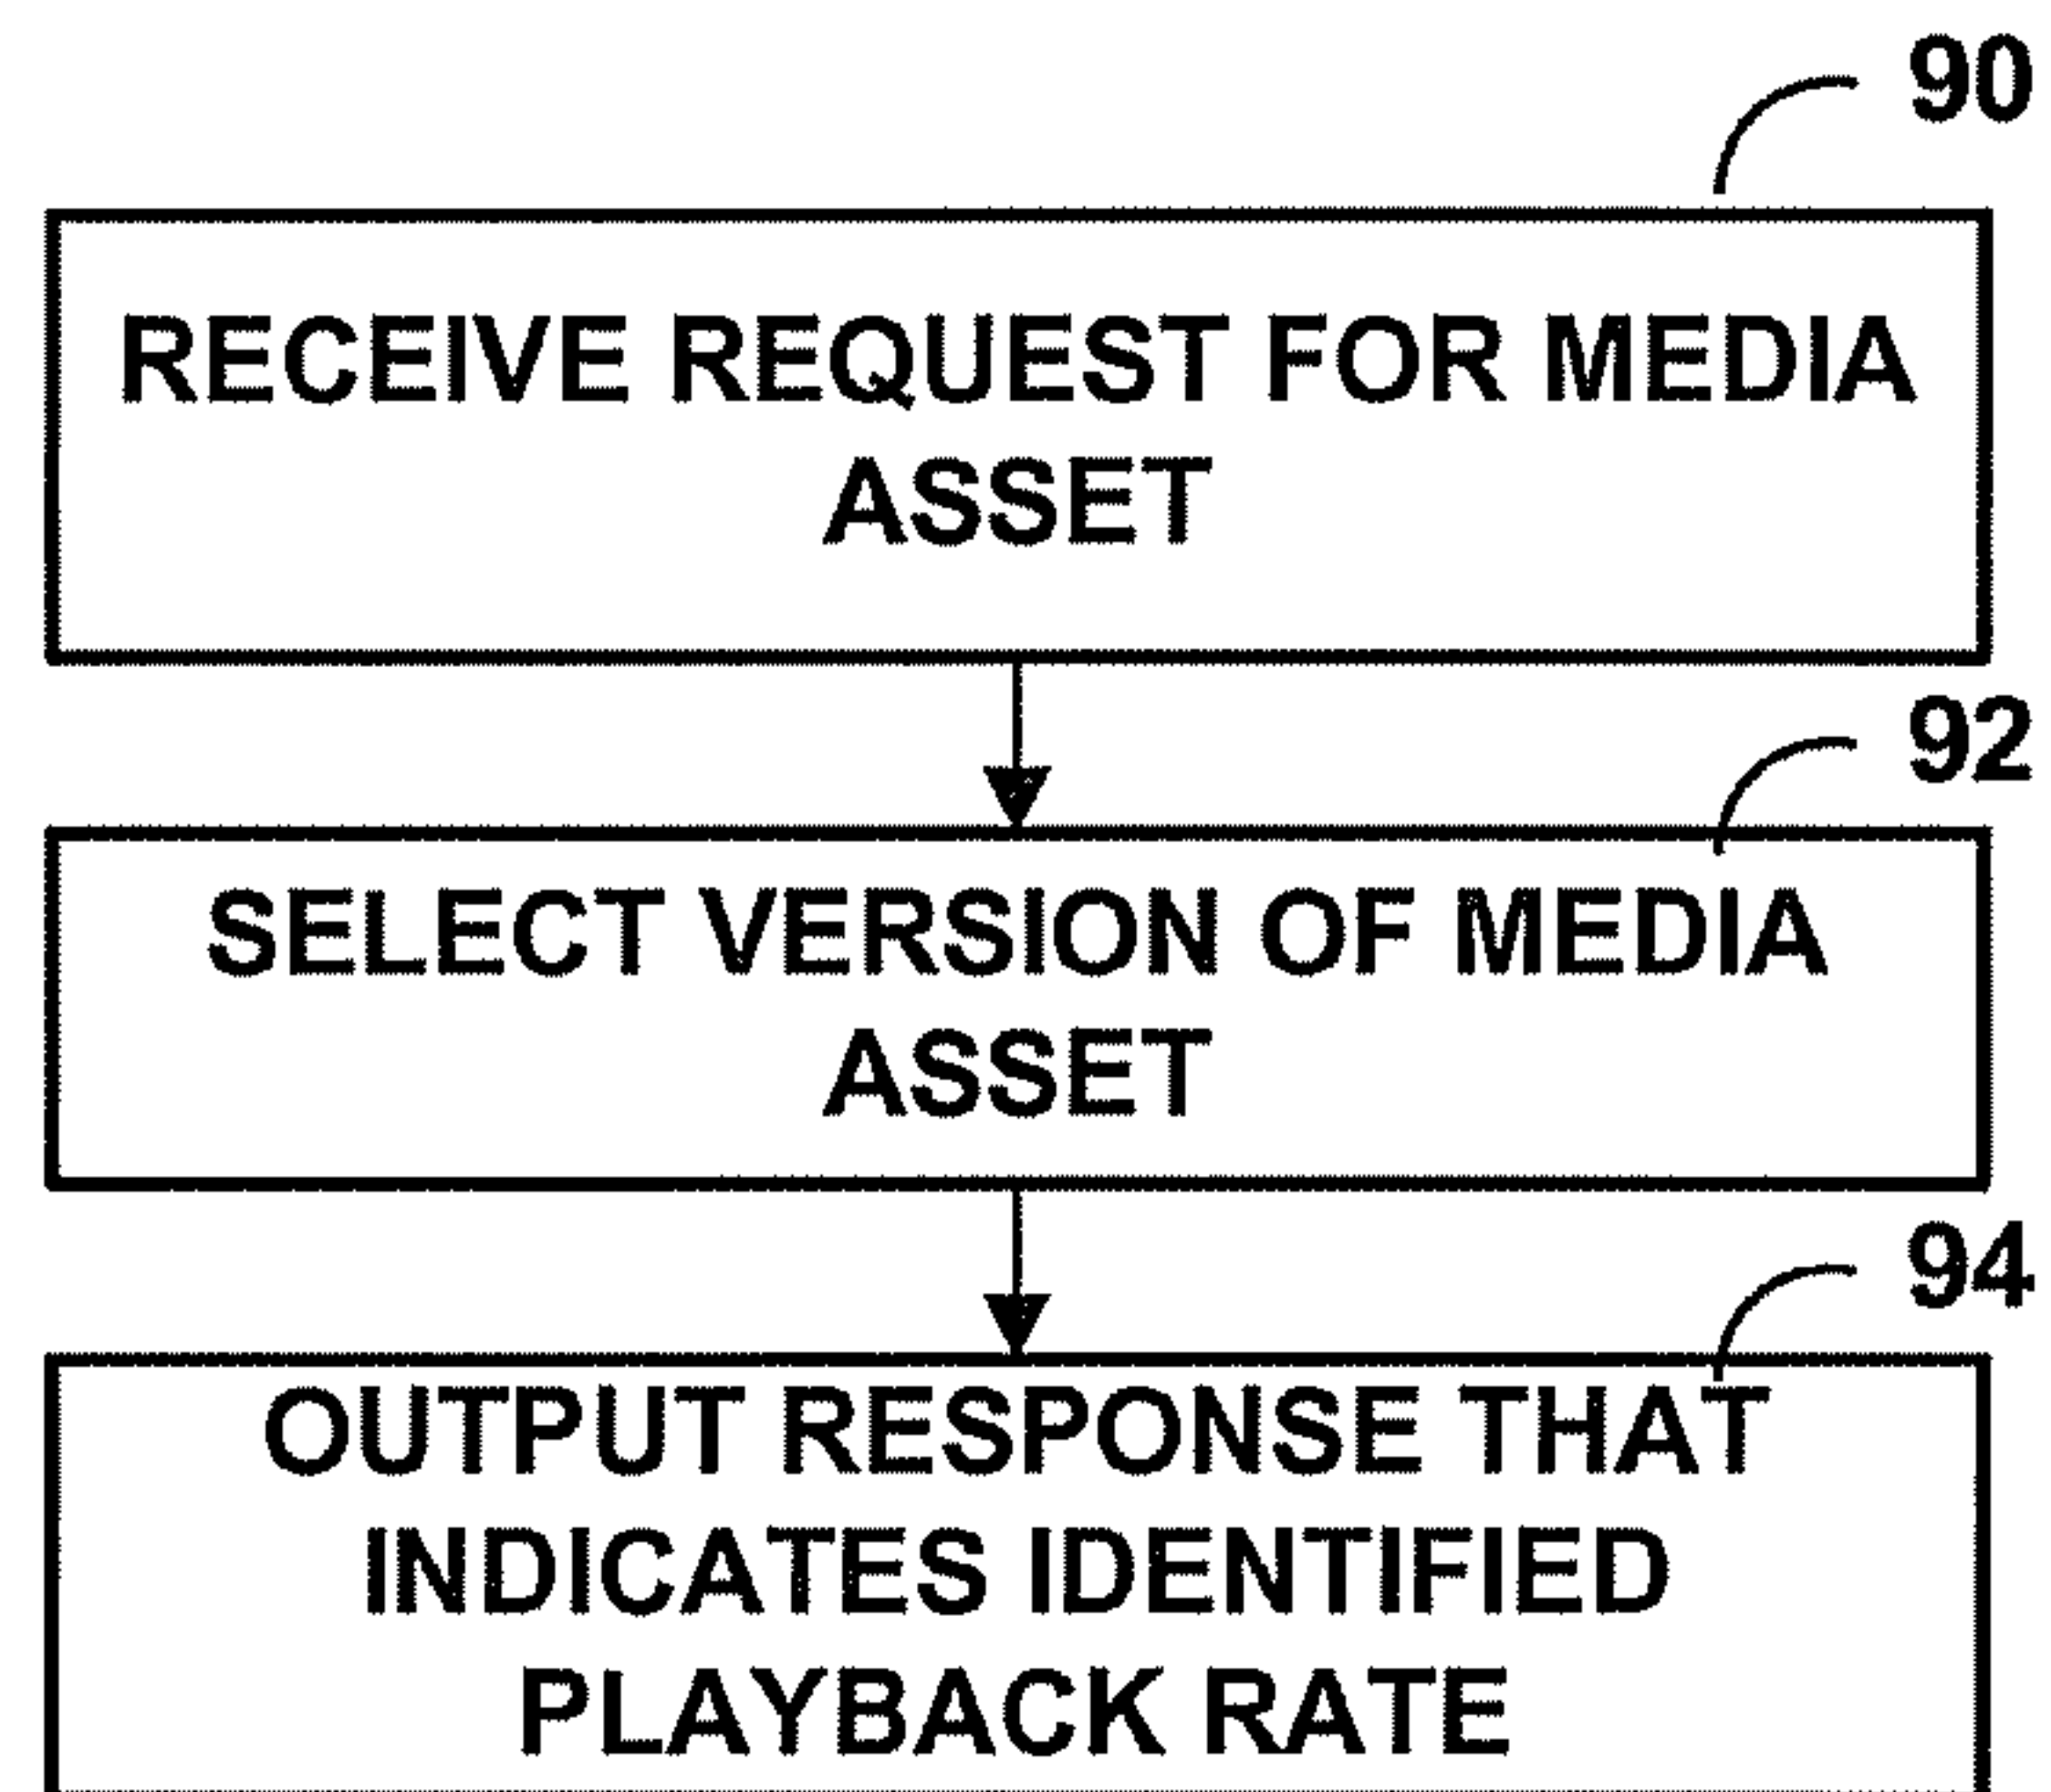 90
RECEIVE REQUEST FOR MEDIA
ASSET
92
SELECT VERSION OF MEDIA
ASSET
94
OUTPUT RESPONSE THAT
INDICATES IDENTIFIED
PLAYBACK RATE